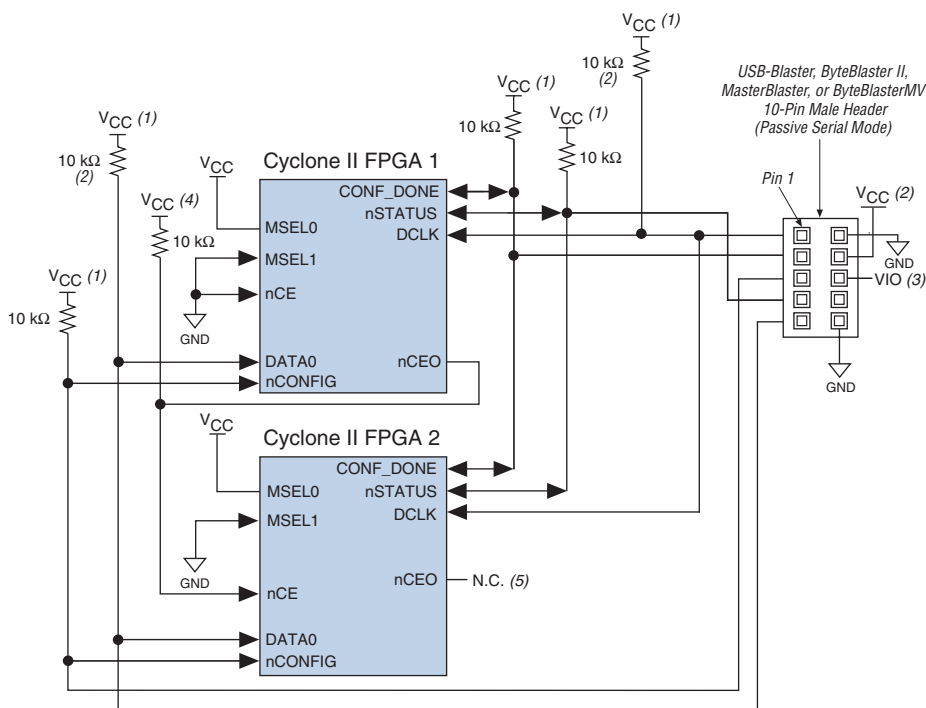 VCC (1)
10 kΩ
(2)
VCC (1)
10 kΩ
VCC (1)
10 kΩ
USB-Blaster, ByteBlaster II,
MasterBlaster, or ByteBlasterMV
10-Pin Male Header
(Passive Serial Mode)
Pin 1
VCC (2)
GND
VIO (3)
GND
VCC (1)
10 kΩ
(2)
VCC
VCC (4)
10 kΩ
VCC (1)
10 kΩ
GND
Cyclone II FPGA 1
CONF_DONE
nSTATUS
DCLK
MSEL0
MSEL1
nCE
DATA0
nCONFIG
nCEO
VCC
GND
Cyclone II FPGA 2
CONF_DONE
nSTATUS
DCLK
MSEL0
MSEL1
nCEO
N.C. (5)
nCE
DATA0
nCONFIG